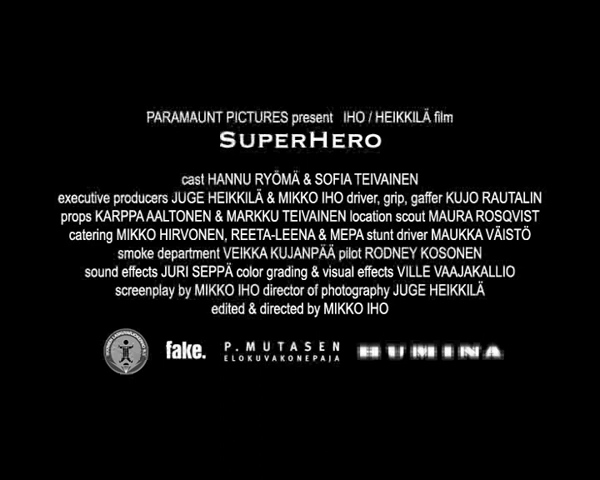 PARAMAUNT PICTURES present IHO / HEIKKILÄ film
SUPERHERO
cast HANNU RYÖMÄ & SOFIA TEIVAINEN
executive producers JUGE HEIKKILÄ & MIKKO IHO driver, grip, gaffer KUJO RAUTALIN
props KARPPA AALTONEN & MARKKU TEIVAINEN location scout MAURA ROSQVIST
catering MIKKO HIRVONEN, REETA-LEENA & MEPA stunt driver MAUKKA VÄISTÖ
smoke department VEIKKA KUJANPÄÄ pilot RODNEY KOSONEN
sound effects JURI SEPPÄ color grading & visual effects VILLE VAAJAKALLIO
screenplay by MIKKO IHO director of photography JUGE HEIKKILÄ
edited & directed by MIKKO IHO
fake. P.MUTASEN HUMINA
ELOKUVAKONEPAJA